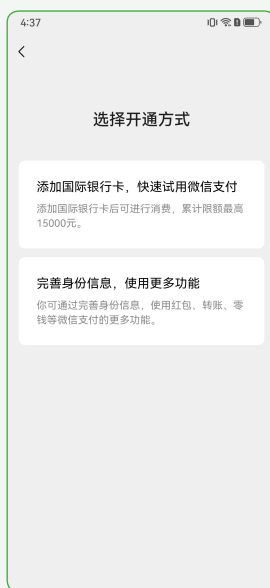 4:37
选择开通方式
添加国际银行卡，快速试用微信支付
添加国际银行卡后可进行消费，累计限额最高
15000元。
完善身份信息，使用更多功能
你可通过完善身份信息，使用红包、转账、零
钱等微信支付的更多功能。